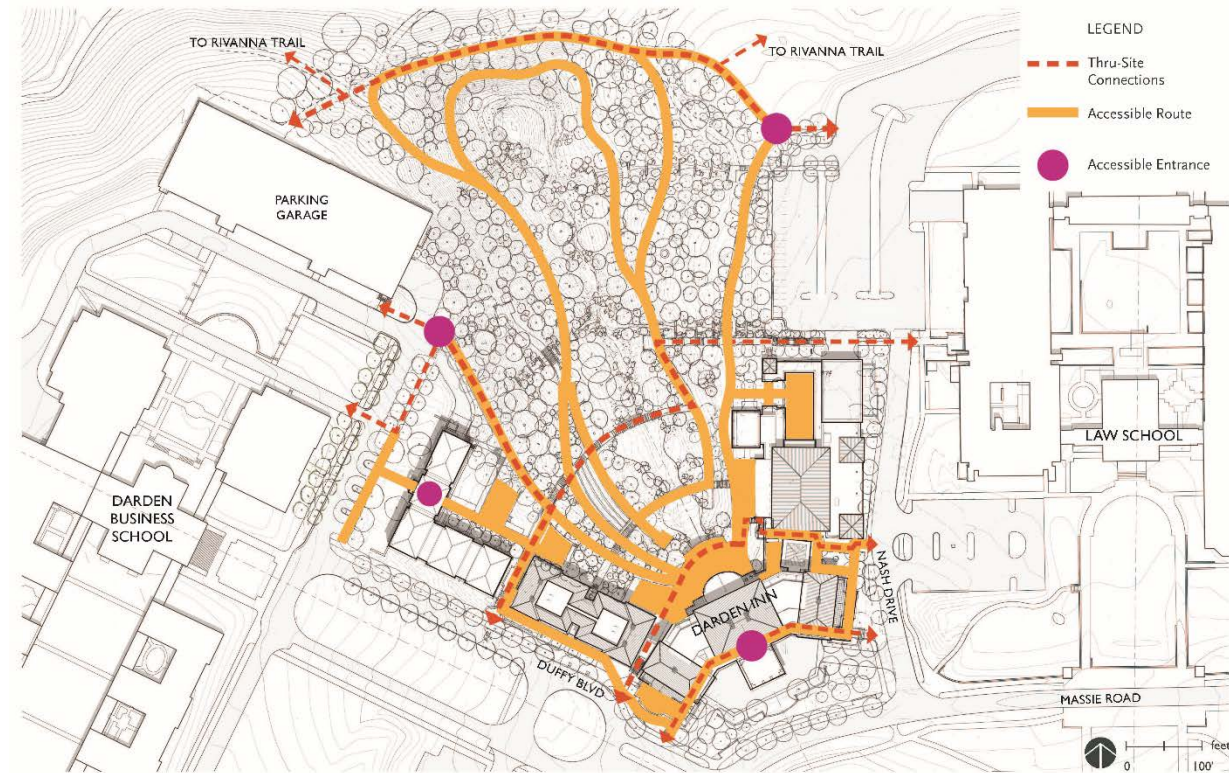 TO RIVANNA TRAIL
TO RIVANNA TRAIL
LEGEND
Thru-Site
Connections
Accessible Route
Accessible Entrance
PARKING
GARAGE
LAW SCHOOL
DARDEN
BUSINESS
SCHOOL
DARDEN INN
NASH DRIVE
DUFFY BLVD
MASSIE ROAD
feet
0
100'